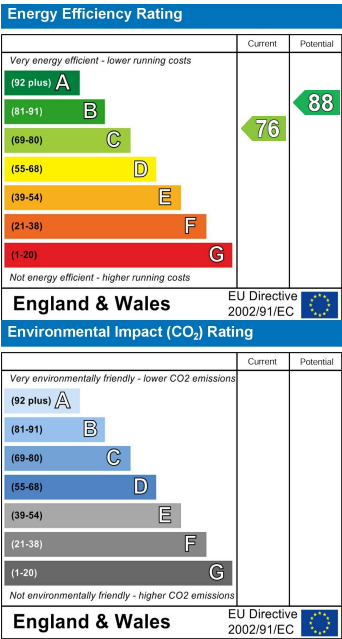 Energy Efficiency Rating
Current Potential
Very energy efficient - lower running costs
(92 plus) A
(81-91) B
(69-80) C
(55-68) D
(39-54) E
(21-38) F
(1-20) G
76
88
Not energy efficient - higher running costs
England & Wales
EU Directive
2002/91/EC
Environmental Impact (CO₂) Rating
Current Potential
Very environmentally friendly - lower CO2 emissions
(92 plus) A
(81-91) B
(69-80) C
(55-68) D
(39-54) E
(21-38) F
(1-20) G
Not environmentally friendly - higher CO2 emissions
England & Wales
EU Directive
2002/91/EC